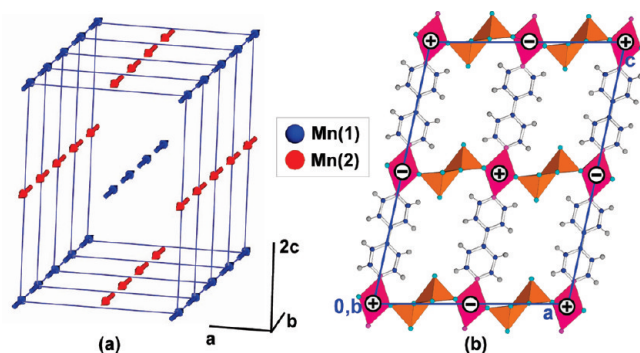 Mn(1)
Mn(2)
2c
b
a
(a)
+ − +
c
− + −
0,b
+ − +
a
(b)